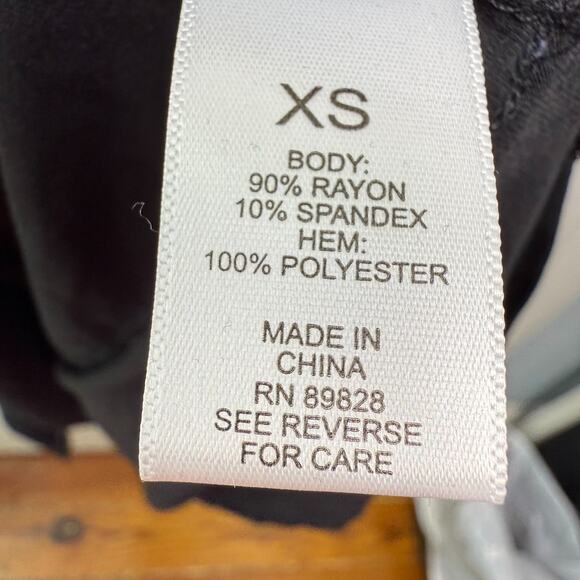 XS
BODY:
90% RAYON
10% SPANDEX
HEM:
100% POLYESTER
MADE IN
CHINA
RN 89828
SEE REVERSE
FOR CARE